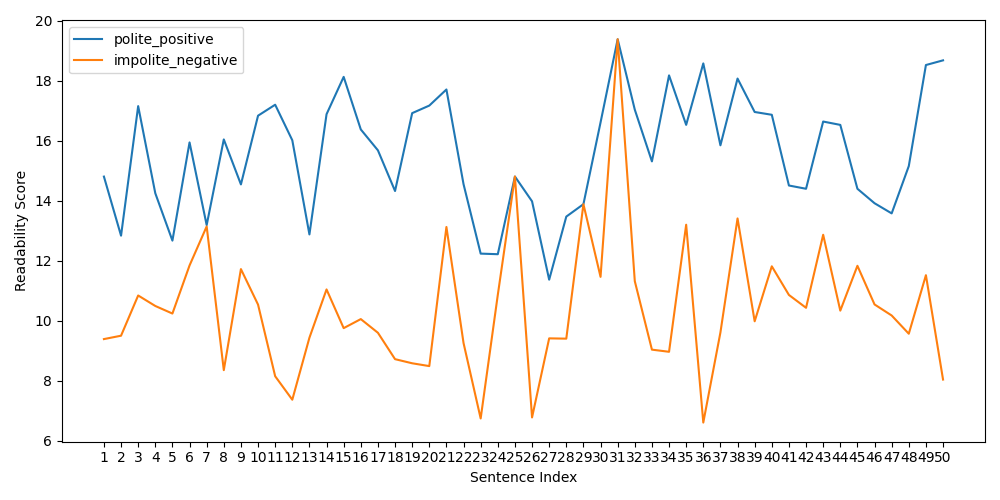 polite_positive
impolite_negative
Readability Score
20
18
16
14
12
10
8
6
1 2 3 4 5 6 7 8 9 10 11 12 13 14 15 16 17 18 19 20 21 22 23 24 25 26 27 28 29 30 31 32 33 34 35 36 37 38 39 40 41 42 43 44 45 46 47 48 49 50
Sentence Index